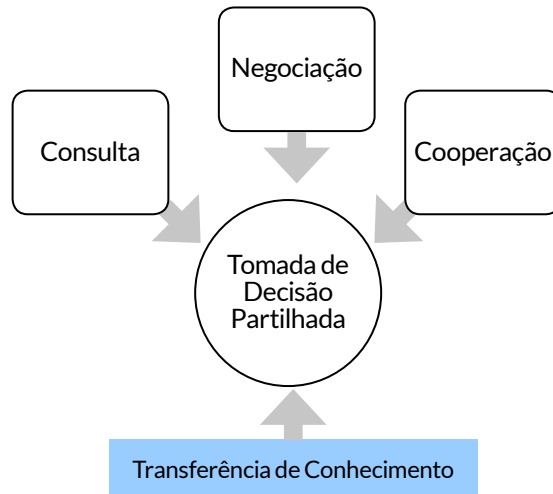 Negociação
Consulta
Cooperação
Tomada de
Decisão
Partilhada
Transferência de Conhecimento